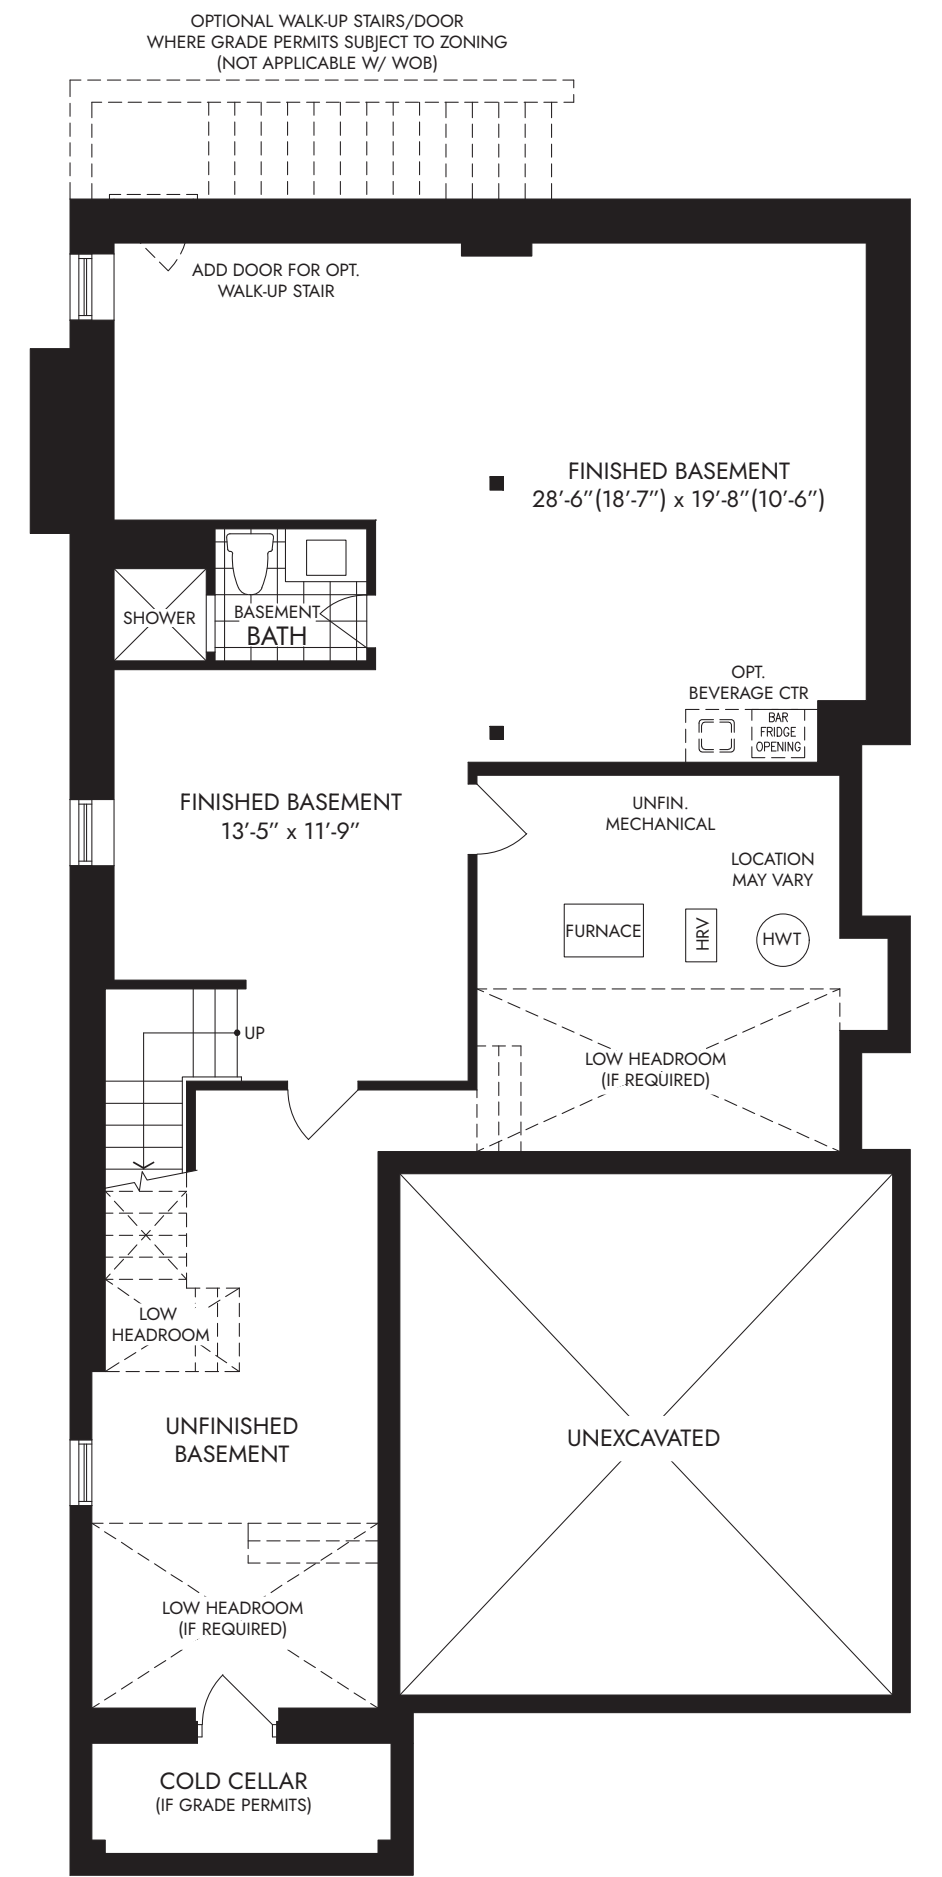 OPTIONAL WALK-UP STAIRS/DOOR
WHERE GRADE PERMITS SUBJECT TO ZONING
(NOT APPLICABLE W/ WOB)
ADD DOOR FOR OPT.
WALK-UP STAIR
FINISHED BASEMENT
28'-6"(18'-7") x 19'-8"(10'-6")
SHOWER
BASEMENT
BATH
OPT.
BEVERAGE CTR
BAR
FRIDGE
OPENING
FINISHED BASEMENT
13'-5" x 11'-9"
UNFIN.
MECHANICAL
LOCATION
MAY VARY
FURNACE
HRV
HWT
UP
LOW HEADROOM
(IF REQUIRED)
LOW
HEADROOM
UNFINISHED
BASEMENT
UNEXCAVATED
LOW HEADROOM
(IF REQUIRED)
COLD CELLAR
(IF GRADE PERMITS)